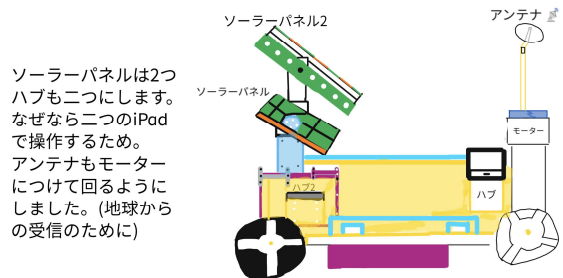 ソーラーパネル2
アンテナ
ソーラーパネルは2つ
ハブも二つにします。
なぜなら二つのiPad
で操作するため。
アンテナもモーター
につけて回るように
しました。(地球から
の受信のために)
ソーラーパネル
モーター
ハブ2
ハブ